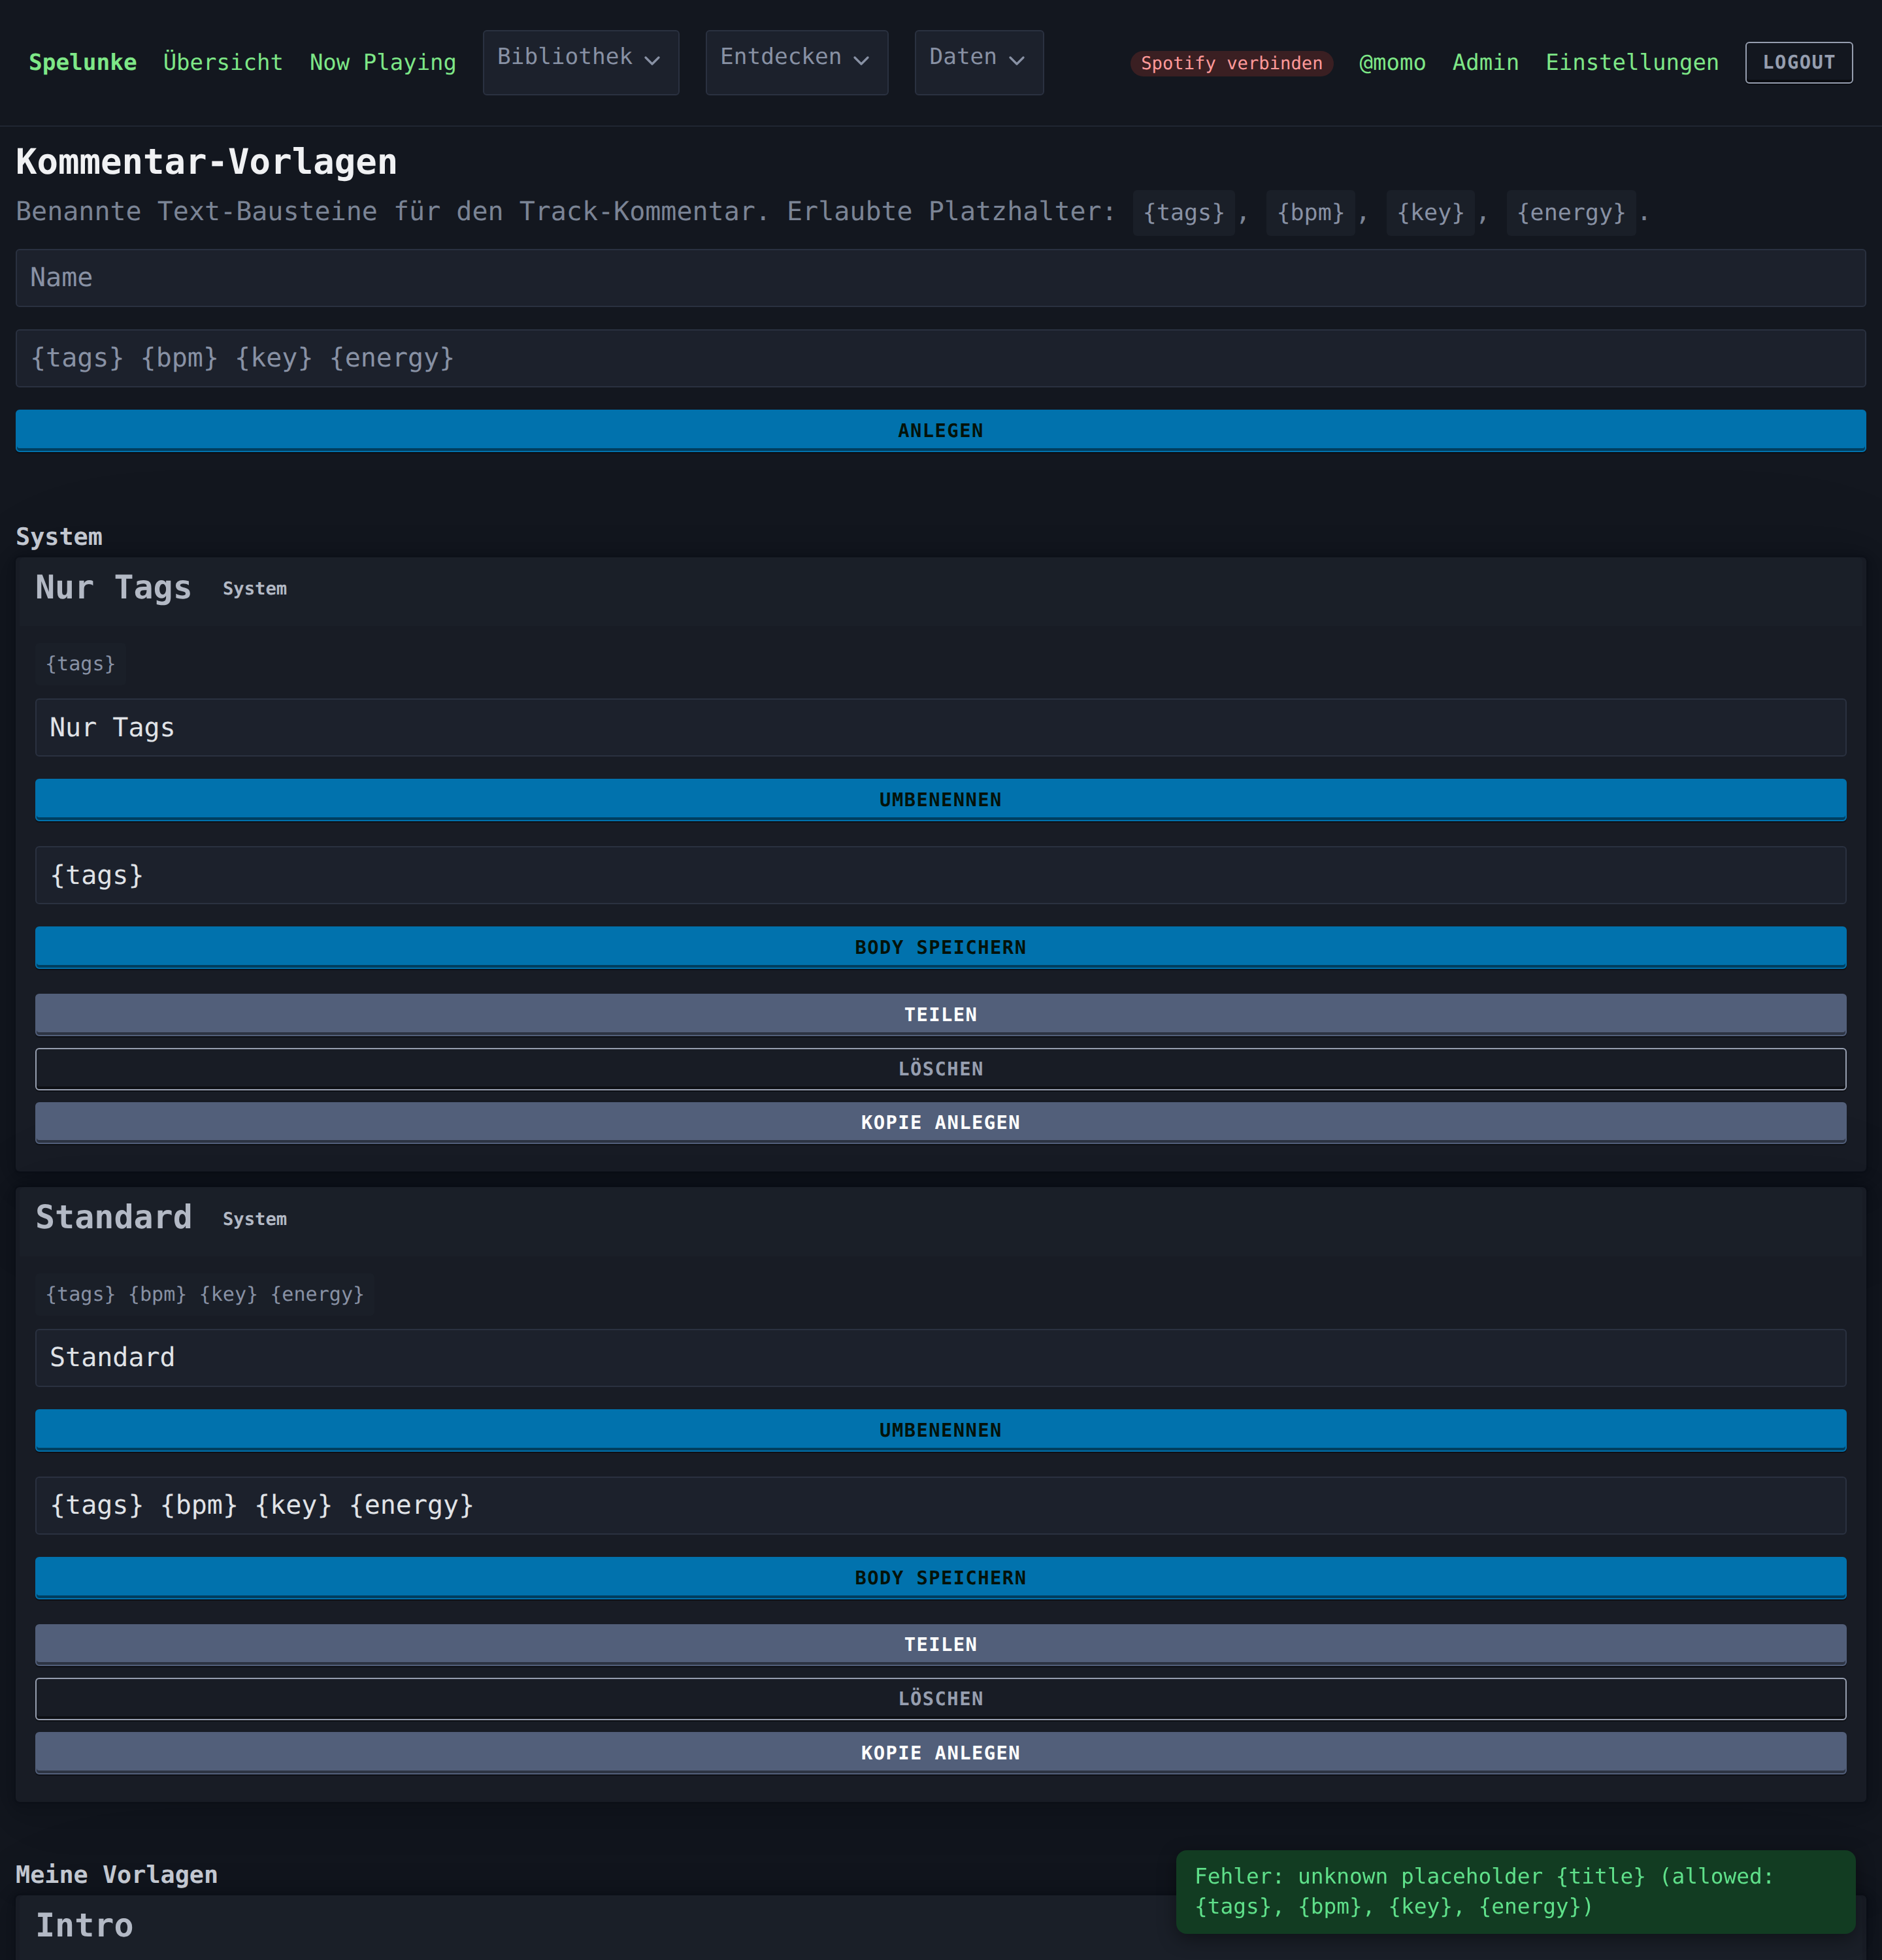 Spelunke Übersicht Now Playing Bibliothek Entdecken Daten Spotify verbinden @momo Admin Einstellungen LOGOUT
Kommentar-Vorlagen
Benannte Text-Bausteine für den Track-Kommentar. Erlaubte Platzhalter: {tags}, {bpm}, {key}, {energy}.
Name
{tags} {bpm} {key} {energy}
ANLEGEN
System
Nur Tags System
{tags}
Nur Tags
UMBENENNEN
{tags}
BODY SPEICHERN
TEILEN
LÖSCHEN
KOPIE ANLEGEN
Standard System
{tags} {bpm} {key} {energy}
Standard
UMBENENNEN
{tags} {bpm} {key} {energy}
BODY SPEICHERN
TEILEN
LÖSCHEN
KOPIE ANLEGEN
Meine Vorlagen
Intro
Fehler: unknown placeholder {title} (allowed:
{tags}, {bpm}, {key}, {energy})